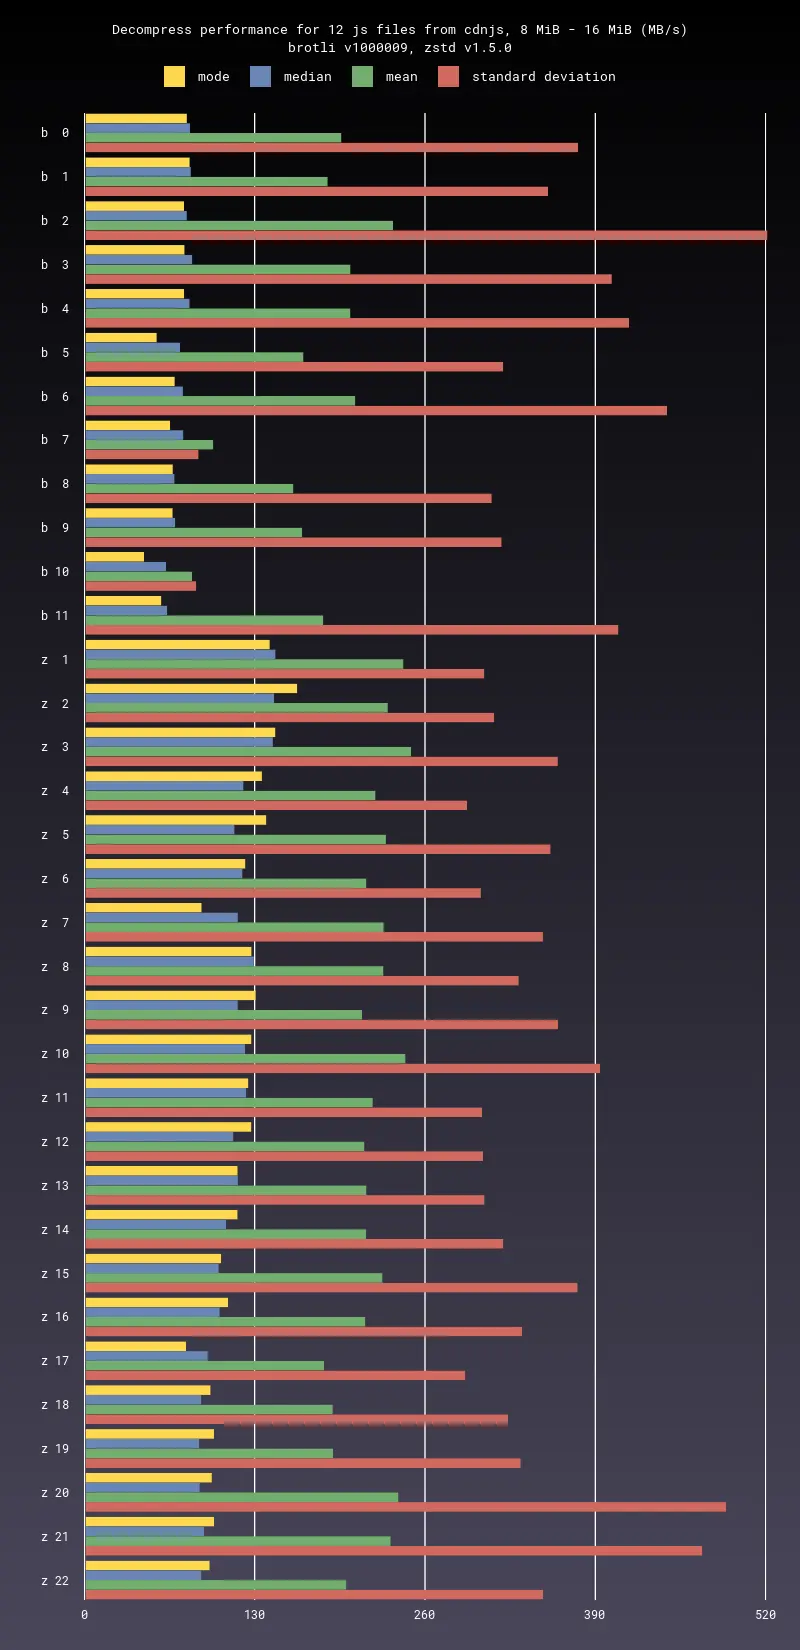 Decompress performance for 12 js files from cdnjs, 8 MiB - 16 MiB (MB/s)
brotli v1000009, zstd v1.5.0
mode median mean standard deviation
b 0
b 1
b 2
b 3
b 4
b 5
b 6
b 7
b 8
b 9
b 10
b 11
z 1
z 2
z 3
z 4
z 5
z 6
z 7
z 8
z 9
z 10
z 11
z 12
z 13
z 14
z 15
z 16
z 17
z 18
z 19
z 20
z 21
z 22
0 130 260 390 520